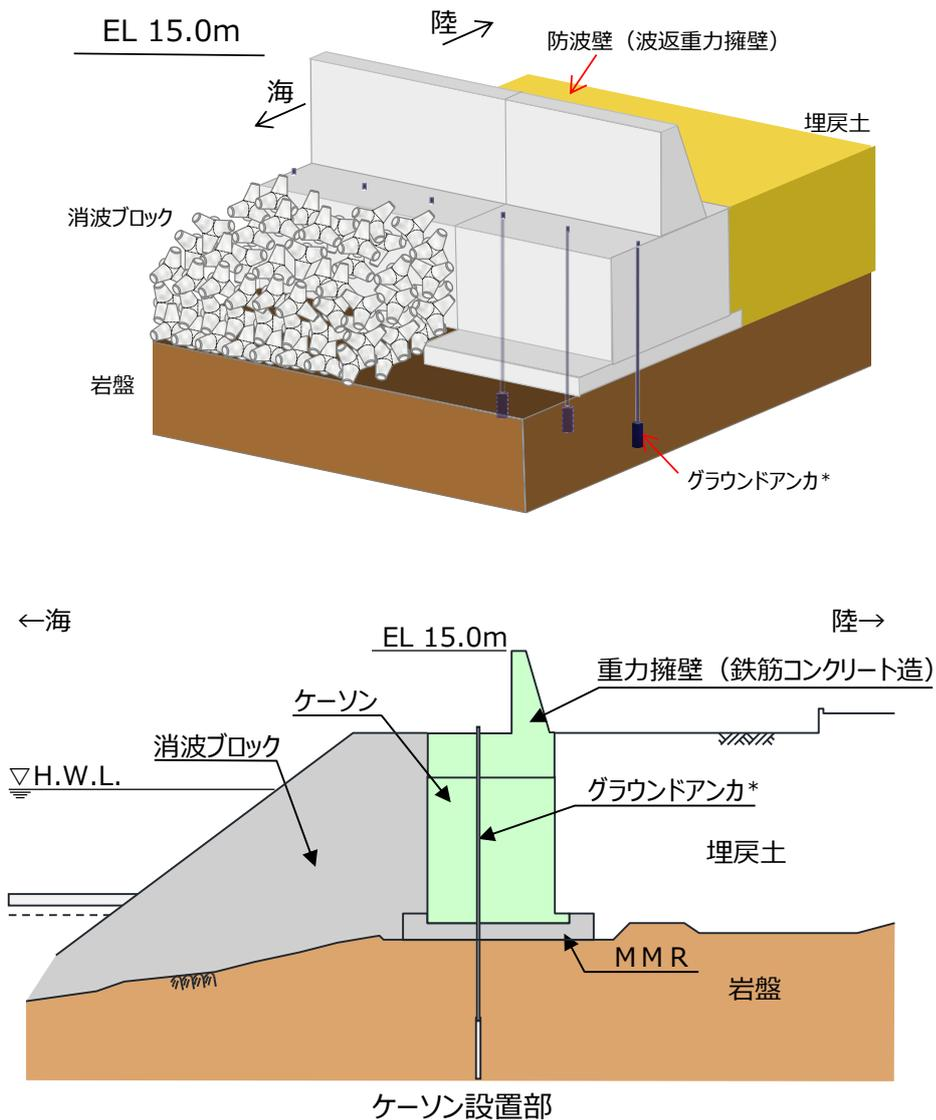 EL 15.0m
陸
防波壁（波返重力擁壁）
海
埋戻土
消波ブロック
岩盤
グラウンドアンカ*
←海
陸→
EL 15.0m
重力擁壁（鉄筋コンクリート造）
ケーソン
消波ブロック
▽H.W.L.
グラウンドアンカ*
埋戻土
ＭＭＲ
岩盤
ケーソン設置部